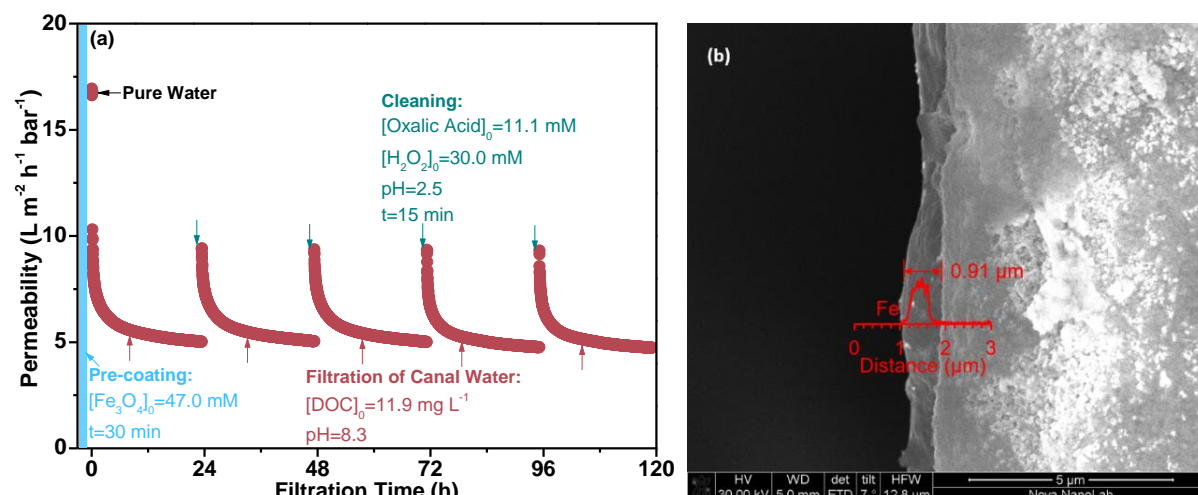 (a)
20
15
10
5
0
Permeability (L m⁻² h⁻¹ bar⁻¹)
Pure Water
Cleaning:
[Oxalic Acid]₀=11.1 mM
[H₂O₂]₀=30.0 mM
pH=2.5
t=15 min
Pre-coating:
[Fe₃O₄]₀=47.0 mM
t=30 min
Filtration of Canal Water:
[DOC]₀=11.9 mg L⁻¹
pH=8.3
0 24 48 72 96 120
Filtration Time (h)
(b)
0.91 µm
Fe
0 1 2 3
Distance (µm)
HV WD det tilt HFW 5 µm
30.00 kV 5.0 mm ETD 7 ° 12.8 µm Nova NanoLab